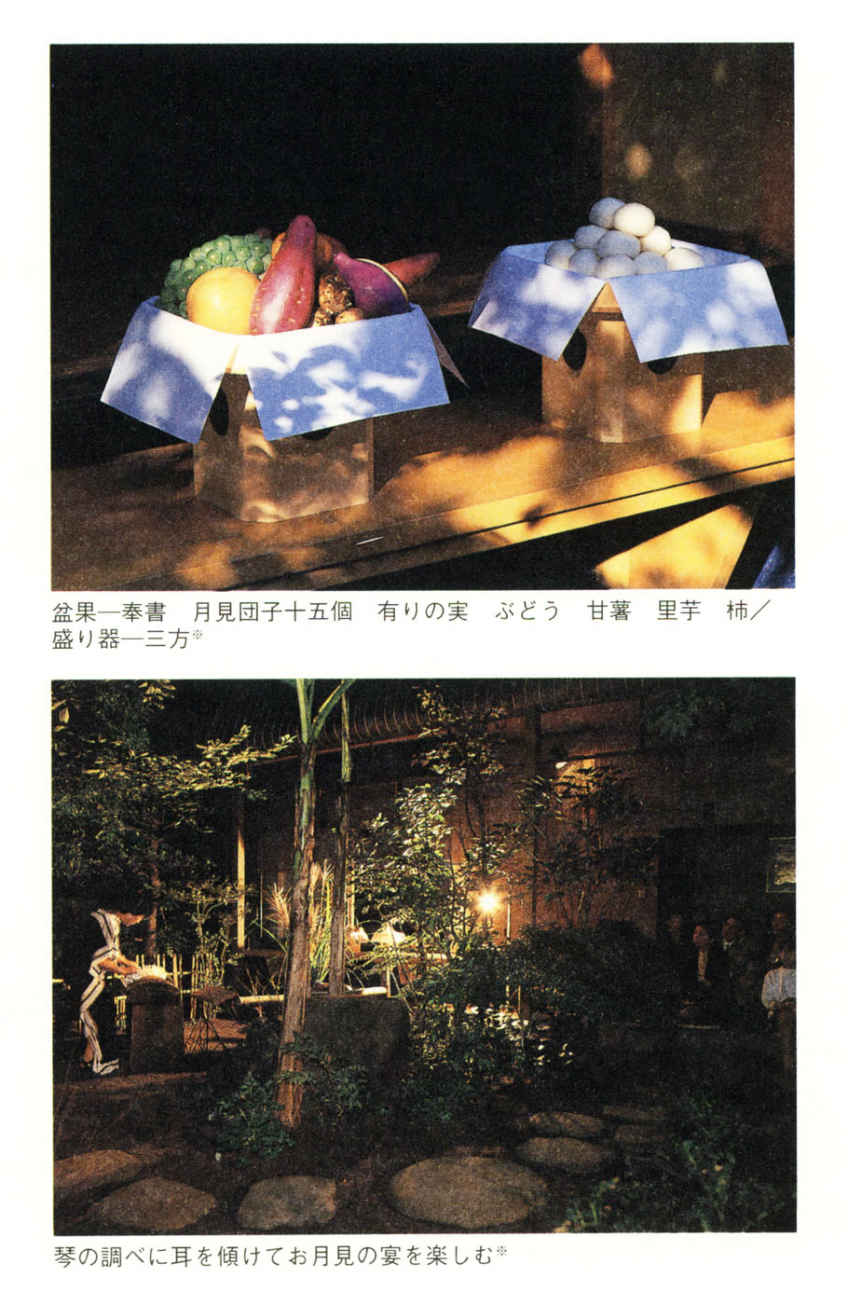 盆果―奉書　月見団子十五個　有りの実　ぶどう　甘薯　里芋　柿／
盛り器―三方※
琴の調べに耳を傾けてお月見の宴を楽しむ※